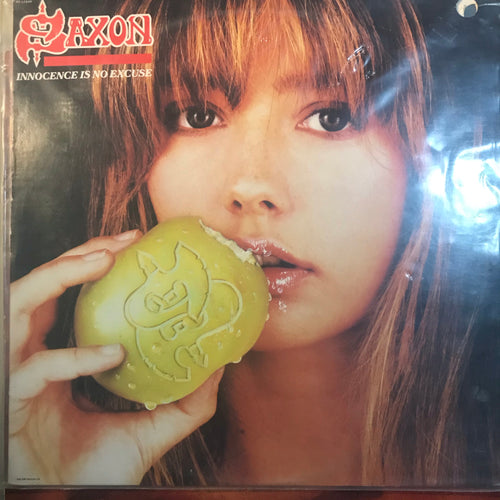 SAXON
INNOCENCE IS NO EXCUSE